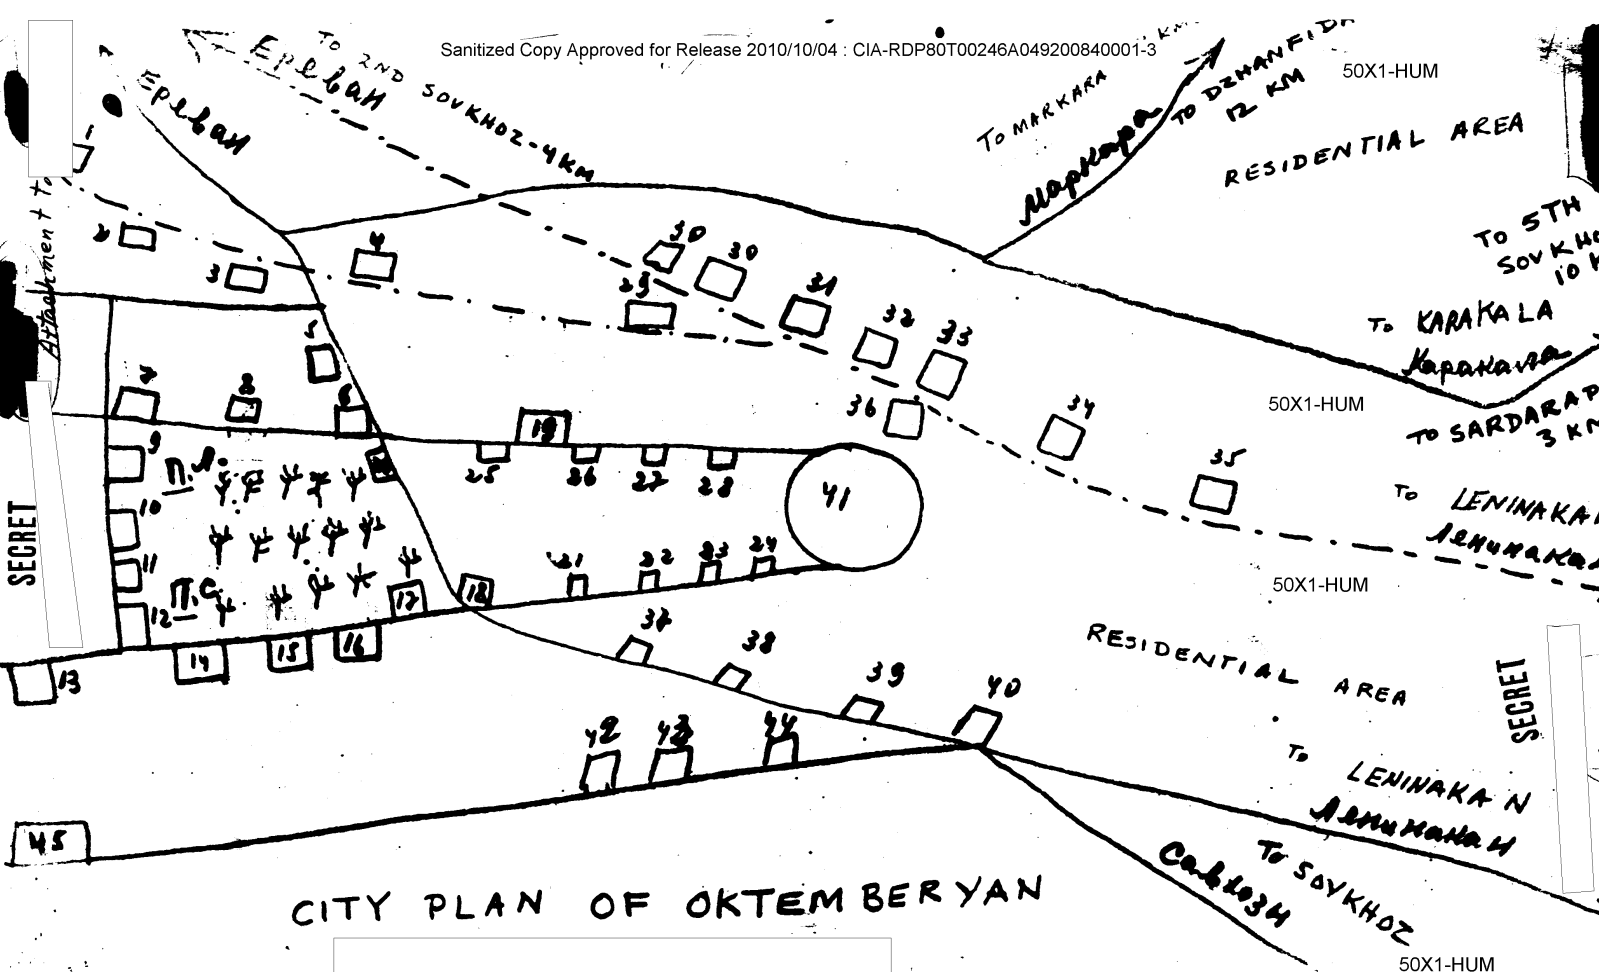 Sanitized Copy Approved for Release 2010/10/04 : CIA-RDP80T00246A049200840001-3
50X1-HUM
TO 2ND SOVKHOZ-4KM
Ереван
Ереван
TO MARKARA
KM
Маркара
TO DZHANFIDA
12 KM
RESIDENTIAL AREA
TO 5TH
SOVKHO
10 K
TO KARAKALA
Каракала
50X1-HUM
TO SARDARAP
3 KM
TO LENINAKA
Ленинакан
50X1-HUM
Attachment to
SECRET
1
2
3
4
5
6
7
8
9
10
11
12
13
14
15
16
17
18
19
П.Л.
П.С.
21
22
23
24
25
26
27
28
29
30
30
31
32
33
34
35
36
37
38
39
40
41
42
43
44
45
RESIDENTIAL AREA
SECRET
TO LENINAKAN
Ленинакан
TO SOVKHOZ
Савхозн
CITY PLAN OF OKTEMBERYAN
50X1-HUM